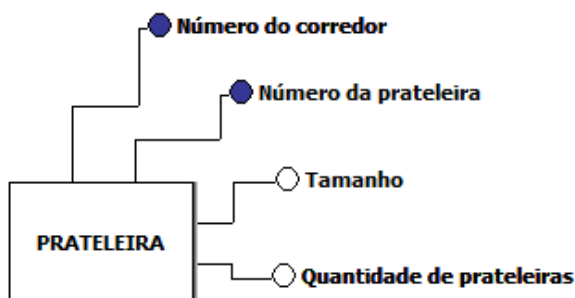 Número do corredor
Número da prateleira
Tamanho
PRATELEIRA
Quantidade de prateleiras